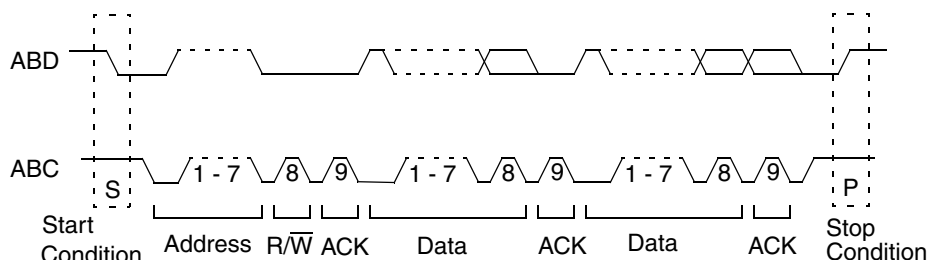 ABD
ABC
1 - 7 8 9 1 - 7 8 9 1 - 7 8 9
S P
Start
Condition
Address R/W̅ ACK Data ACK Data ACK
Stop
Condition